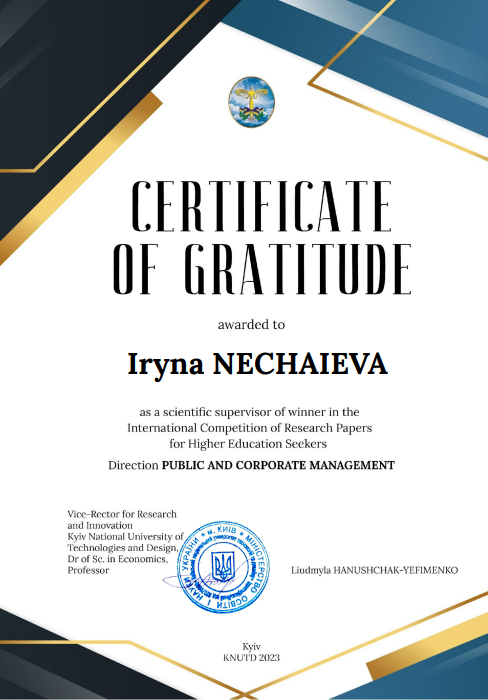 CERTIFICATE
OF GRATITUDE
awarded to
Iryna NECHAIEVA
as a scientific supervisor of winner in the
International Competition of Research Papers
for Higher Education Seekers
Direction PUBLIC AND CORPORATE MANAGEMENT
Vice-Rector for Research
and Innovation
Kyiv National University of
Technologies and Design,
Dr of Sc. in Economics,
Professor
УКРАЇНИ * м. КИЇВ * МІНІСТЕРСТВО ОСВІТИ І НАУКИ
Liudmyla HANUSHCHAK-YEFIMENKO
Kyiv
KNUTD 2023